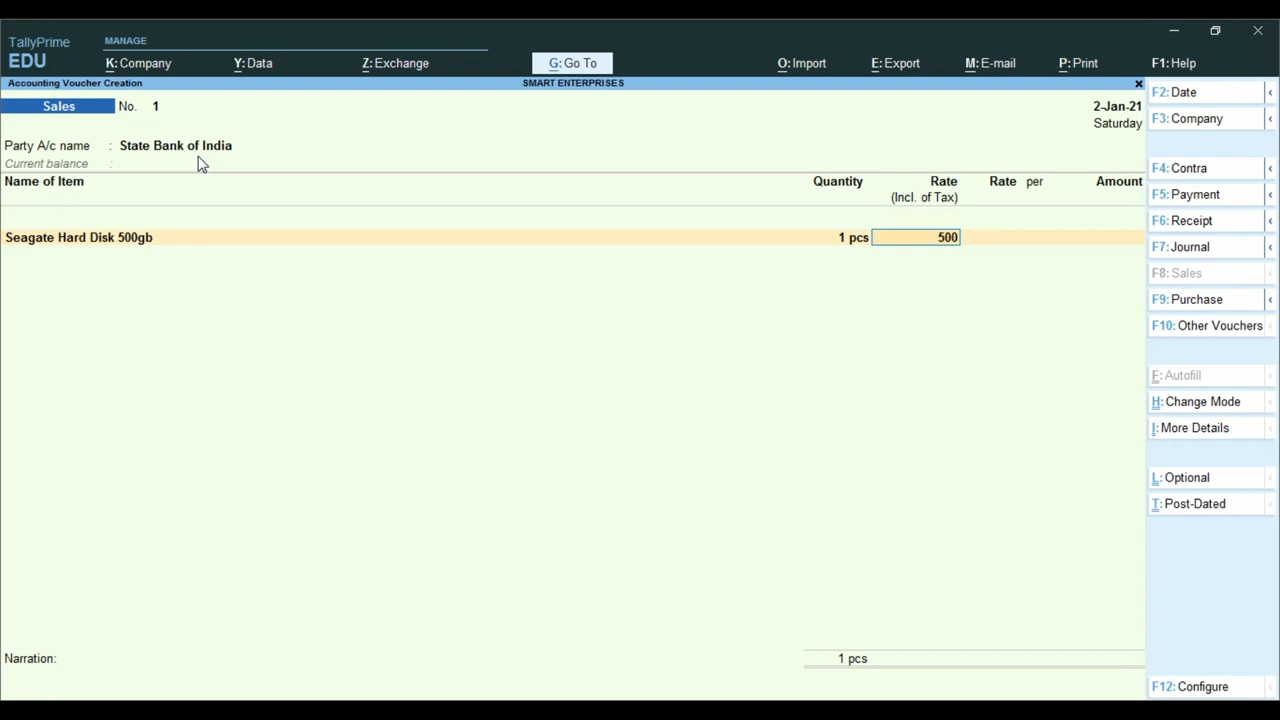 TallyPrime MANAGE
EDU K: Company Y: Data Z: Exchange G: Go To O: Import E: Export M: E-mail P: Print F1: Help
Accounting Voucher Creation SMART ENTERPRISES ×
Sales No. 1 2-Jan-21
Saturday
Party A/c name : State Bank of India
Current balance :
Name of Item Quantity Rate Rate per Amount
(Incl. of Tax)
Seagate Hard Disk 500gb 1 pcs 500
Narration: 1 pcs
F2: Date
F3: Company
F4: Contra
F5: Payment
F6: Receipt
F7: Journal
F8: Sales
F9: Purchase
F10: Other Vouchers
F: Autofill
H: Change Mode
I: More Details
L: Optional
T: Post-Dated
F12: Configure